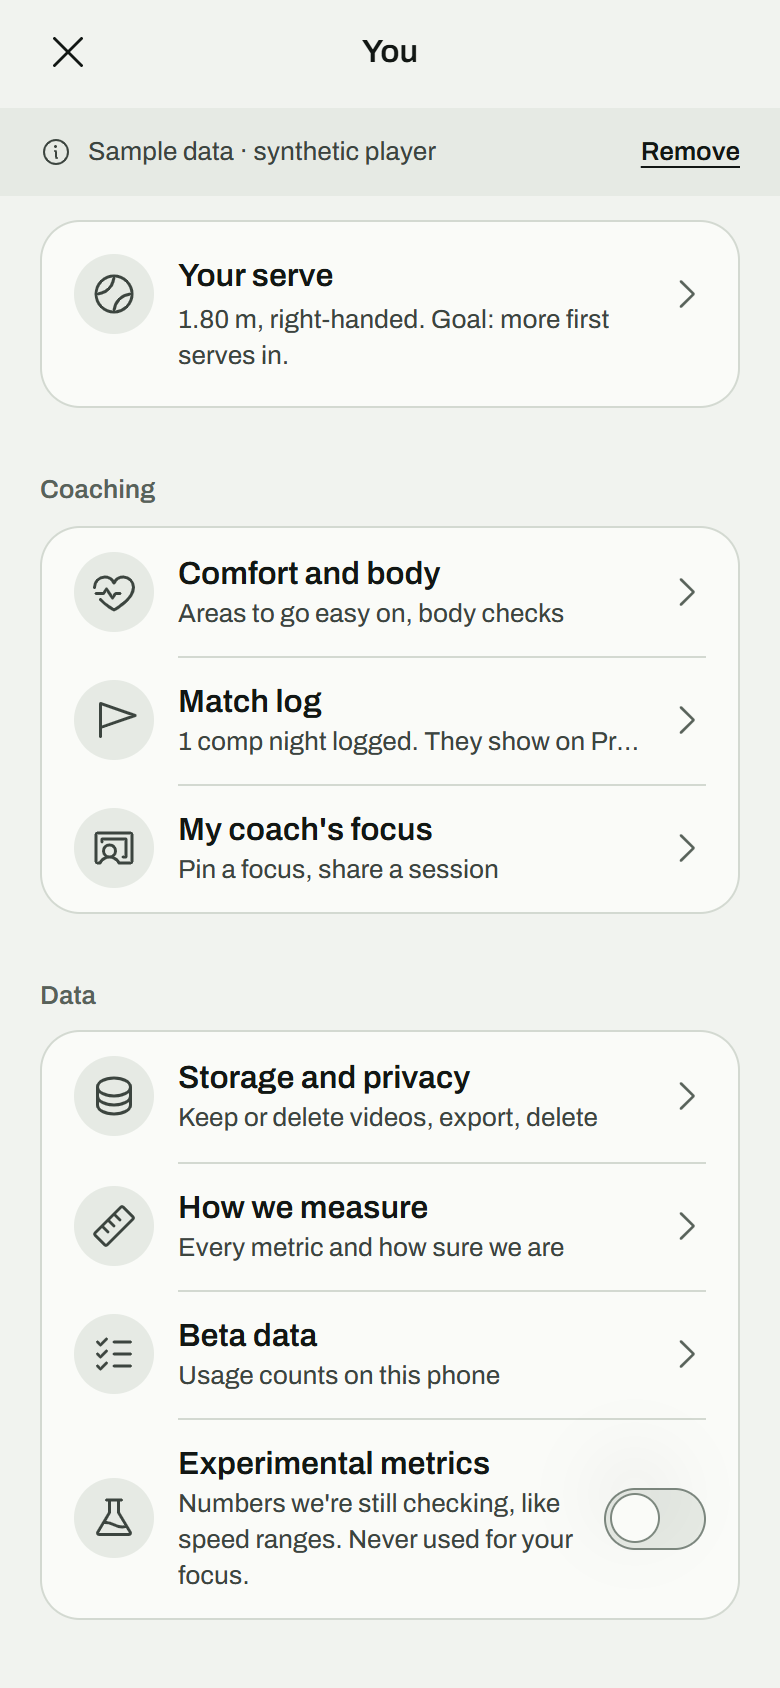 You
Sample data · synthetic player
Remove
Your serve
1.80 m, right-handed. Goal: more first
serves in.
Coaching
Comfort and body
Areas to go easy on, body checks
Match log
1 comp night logged. They show on Pr...
My coach's focus
Pin a focus, share a session
Data
Storage and privacy
Keep or delete videos, export, delete
How we measure
Every metric and how sure we are
Beta data
Usage counts on this phone
Experimental metrics
Numbers we're still checking, like
speed ranges. Never used for your
focus.